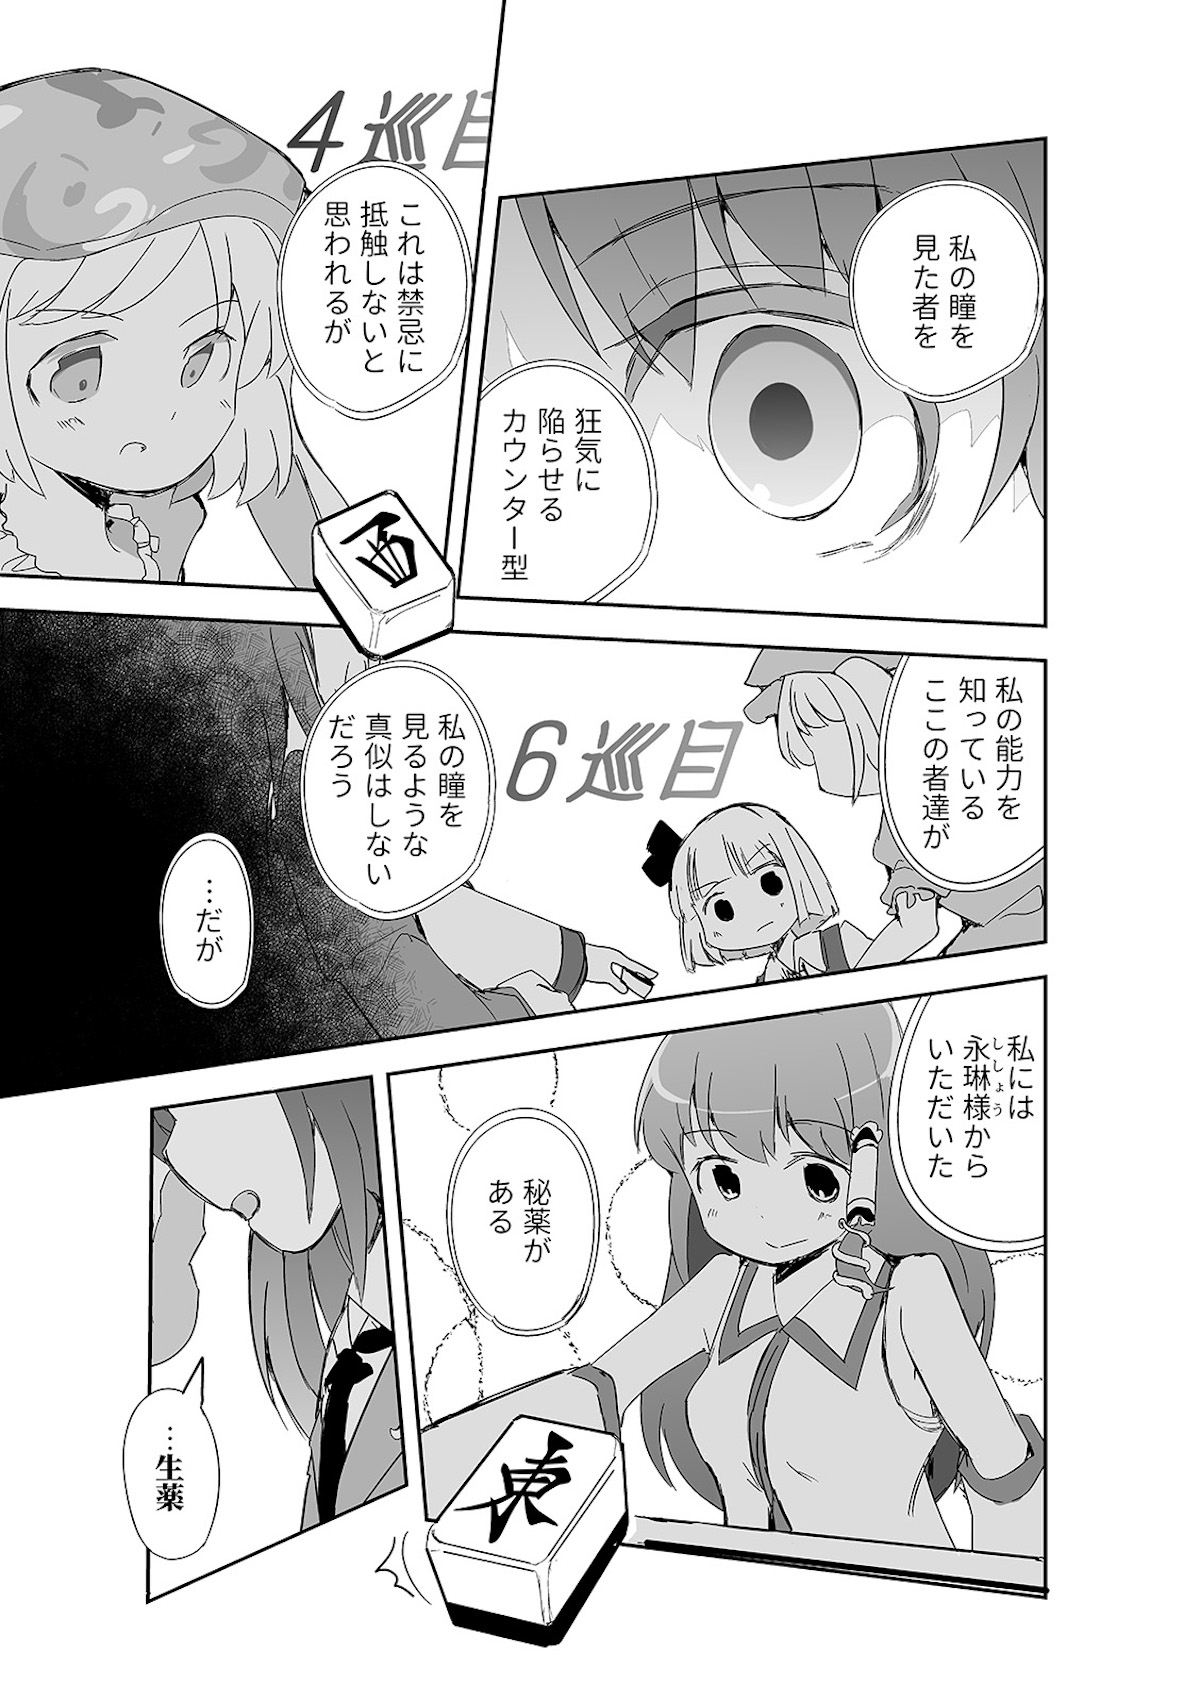 私の瞳を
見た者を
狂気に
陥らせる
カウンター型
4巡目
これは禁忌に
抵触しないと
思われるが
西
私の能力を
知っている
ここの者達が
6巡目
私の瞳を
見るような
真似はしない
だろう
…だが
私には
永琳様から
ししょう
いただいた
秘薬が
ある
東
…生薬